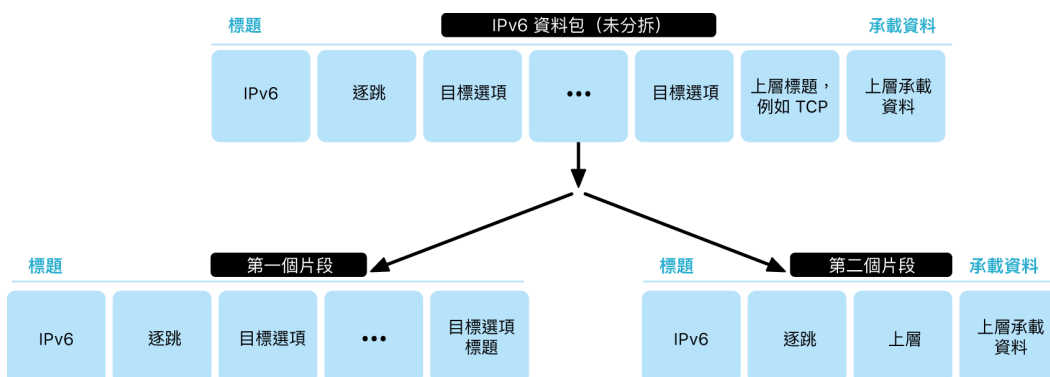 標題
IPv6 資料包（未分拆）
承載資料
IPv6
逐跳
目標選項
•••
目標選項
上層標題，
例如 TCP
上層承載
資料
標題
第一個片段
IPv6
逐跳
目標選項
•••
目標選項
標題
標題
第二個片段
承載資料
IPv6
逐跳
上層
上層承載
資料